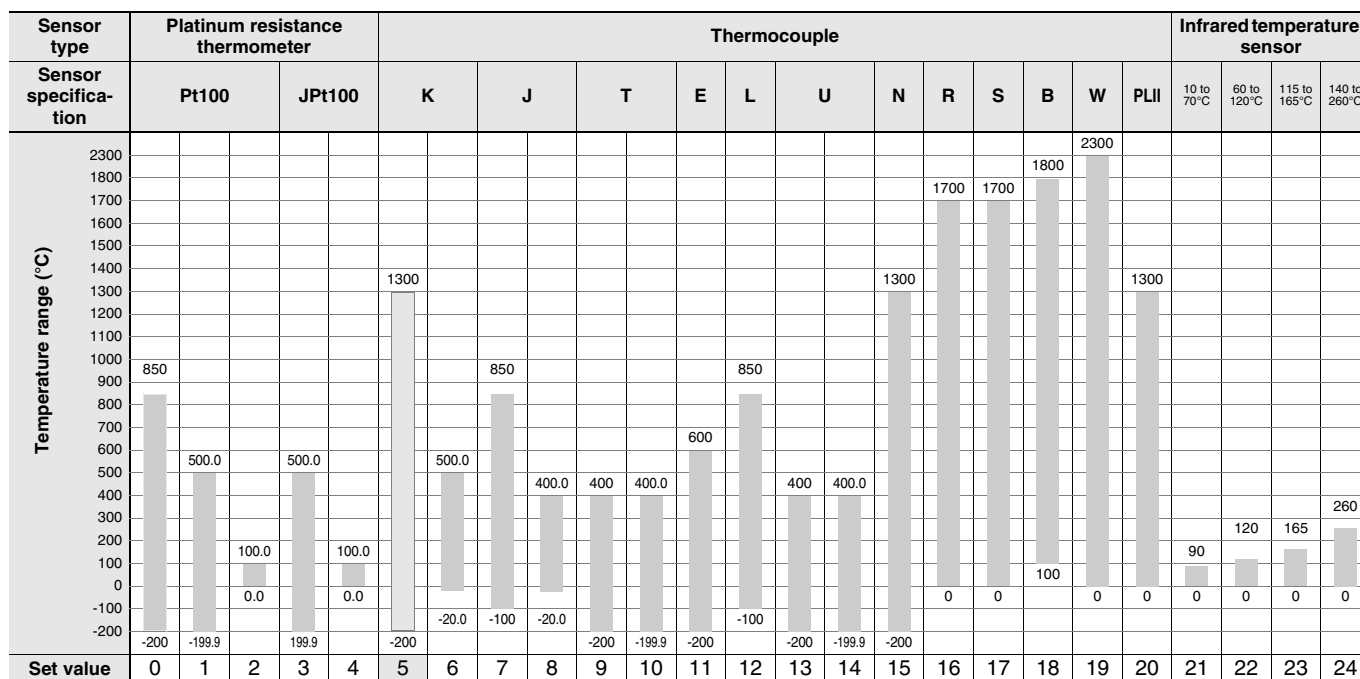 Sensor type
Platinum resistance thermometer
Thermocouple
Infrared temperature sensor
Sensor specifica-tion
Pt100 JPt100 K J T E L U N R S B W PLII 10 to 70°C 60 to 120°C 115 to 165°C 140 to 260°C
Temperature range (°C)
2300 2300
1800 1800
1700 1700 1700
1600
1500
1400 1300 1300 1300
1300
1200
1100
1000 850 850 850
900
800
700 600
600 500.0 500.0 500.0
500 400.0 400 400.0 400 400.0
400 260
300 120 165
200 100.0 100.0 90
100 100
0 0.0 0.0 0 0 0 0 0 0 0 0
-100 -20.0 -100 -20.0 -100
-200 -200 -199.9 199.9 -200 -200 -199.9 -200 -200 -199.9 -200
Set value 0 1 2 3 4 5 6 7 8 9 10 11 12 13 14 15 16 17 18 19 20 21 22 23 24